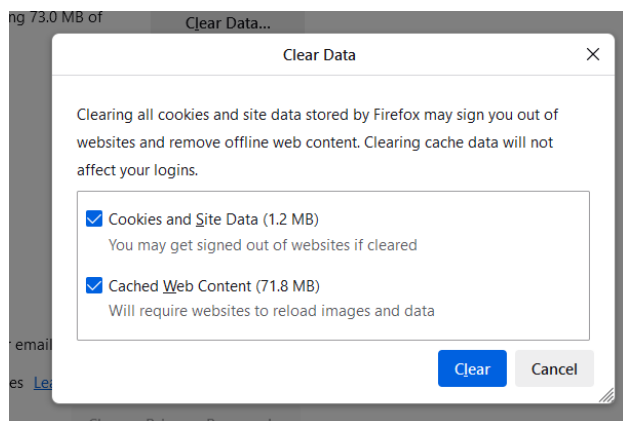 ng 73.0 MB of
Clear Data...
Clear Data
Clearing all cookies and site data stored by Firefox may sign you out of
websites and remove offline web content. Clearing cache data will not
affect your logins.
Cookies and Site Data (1.2 MB)
You may get signed out of websites if cleared
Cached Web Content (71.8 MB)
Will require websites to reload images and data
r email
Clear
Cancel
es Lea